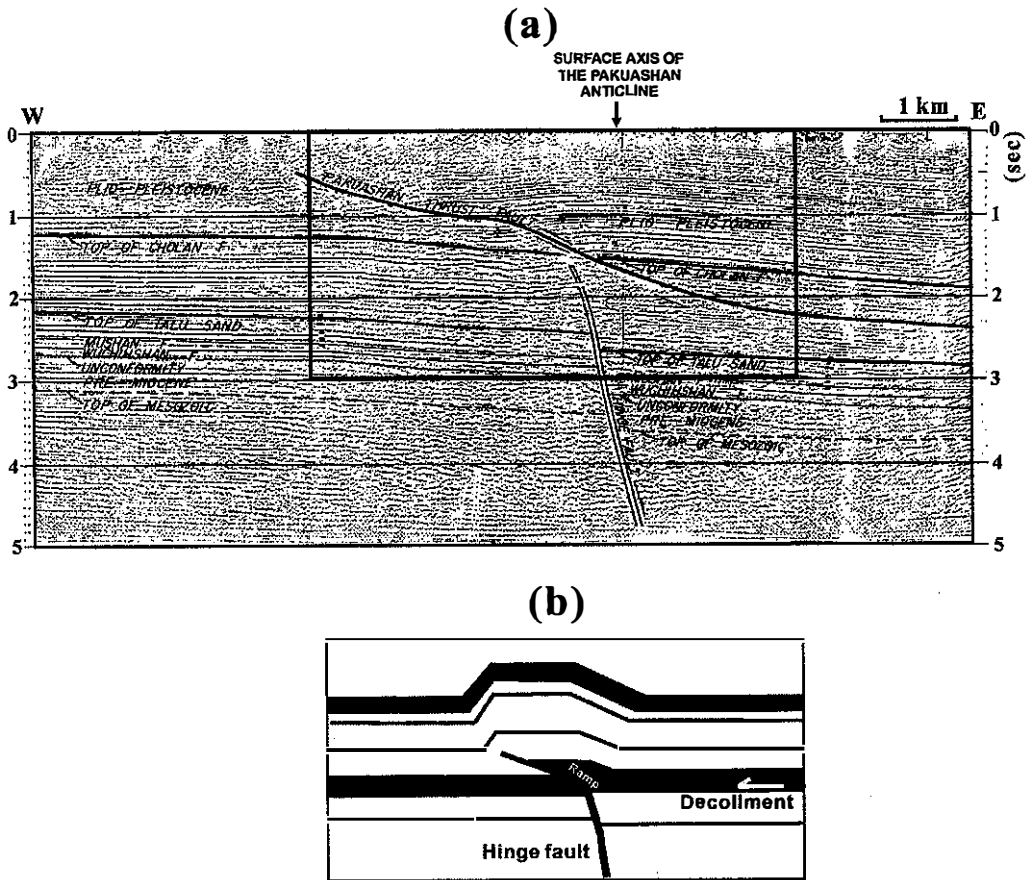 (a)
SURFACE AXIS OF
THE PAKUASHAN
ANTICLINE
W
1 km
E
0
0
(sec)
PLIO-PLEISTOCENE
PAKUASHAN THRUST FAULT
1
PLIO-PLEISTOCENE
1
TOP OF CHOLAN F.
TOP OF CHOLAN F.
2
2
TOP OF TALU SAND
MUSHAN F.
WUCHIHSHAN F.
UNCONFORMITY
PRE-MIOCENE
TOP OF TALU SAND
3
3
WUCHIHSHAN F.
UNCONFORMITY
PRE-MIOCENE
TOP OF MESOZOIC
TOP OF MESOZOIC
4
4
5
5
(b)
Ramp
Decollment
Hinge fault